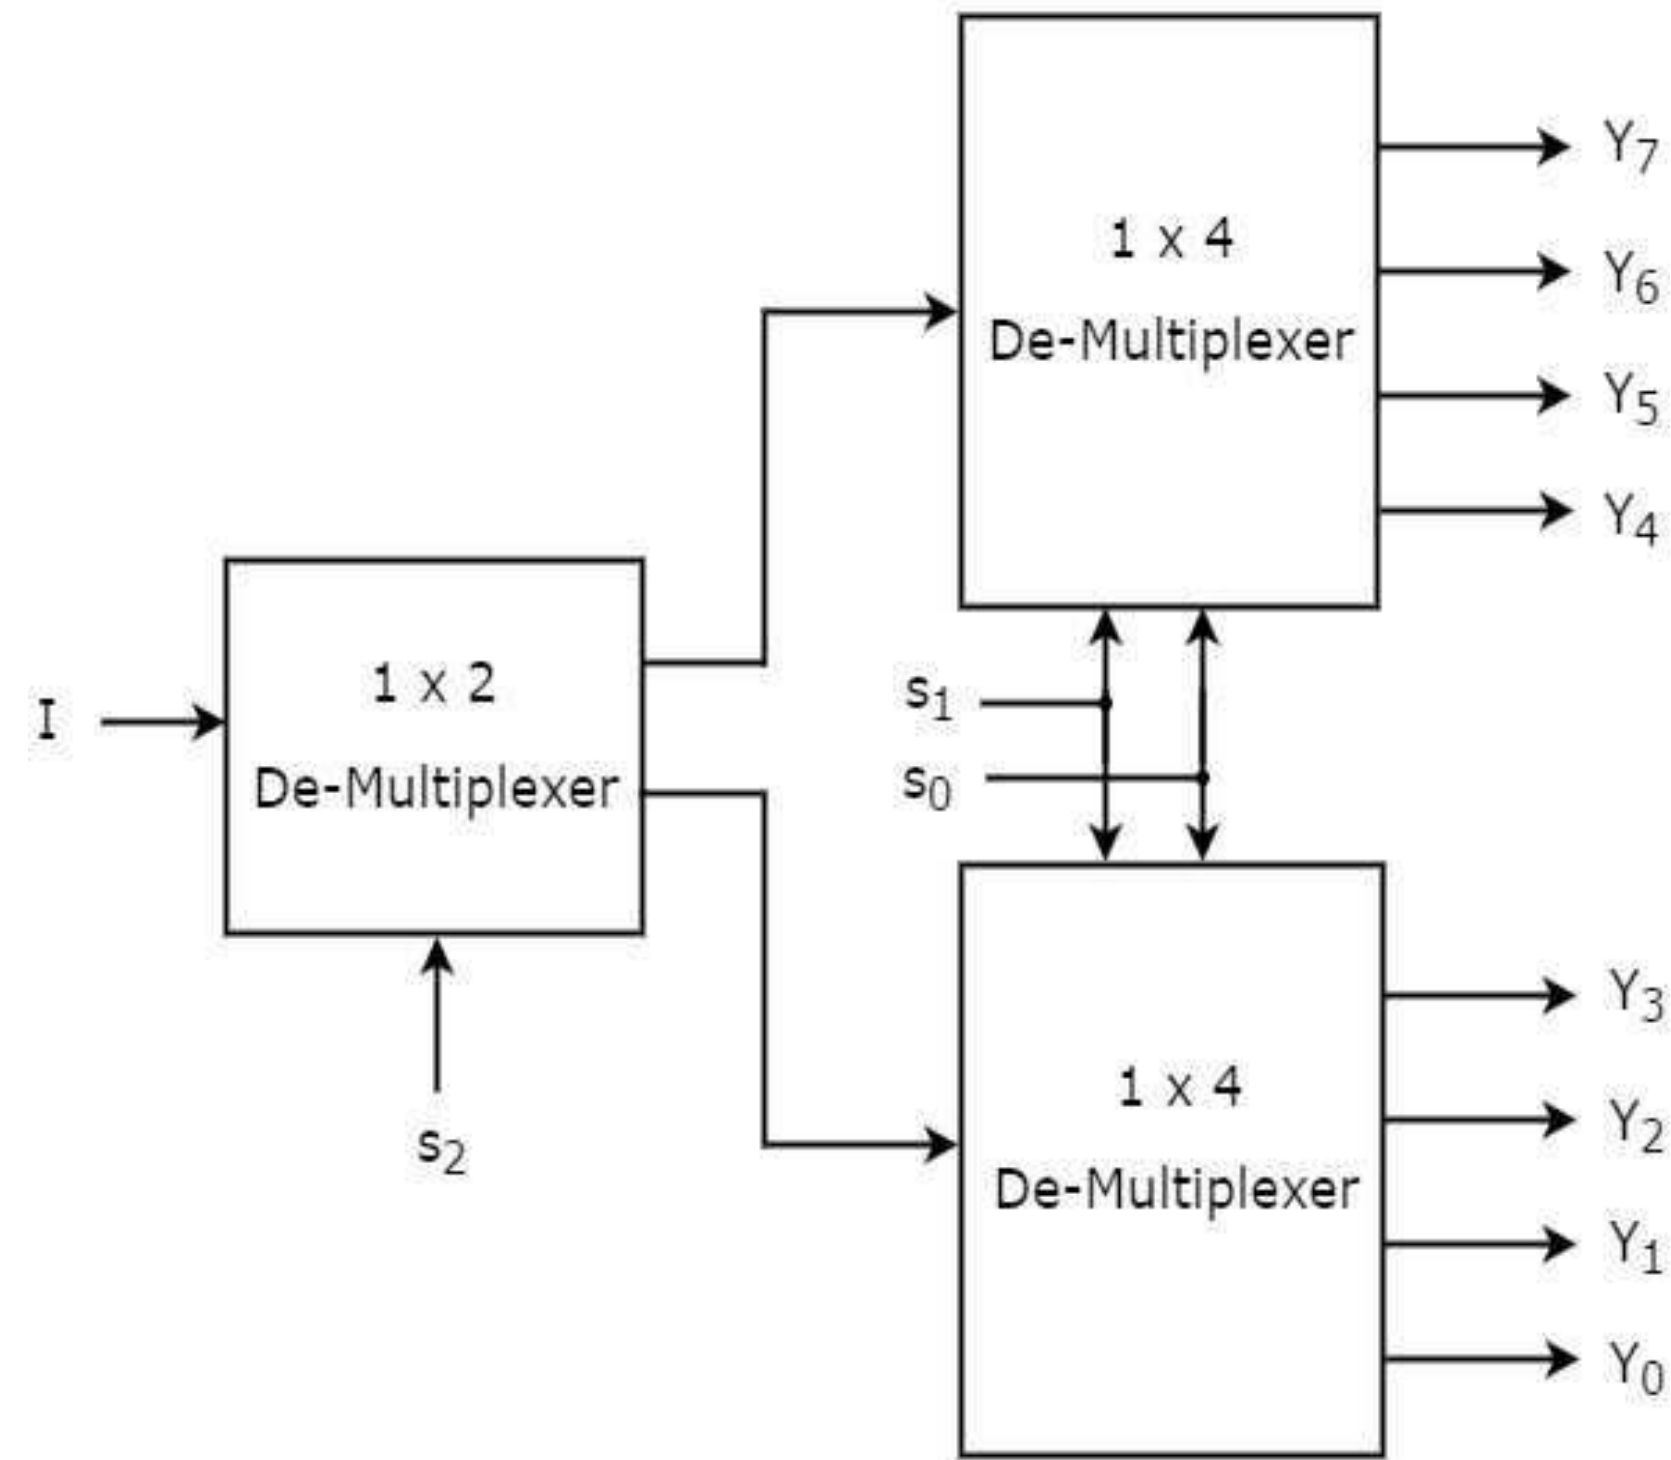 1 x 4
De-Multiplexer
Y₇
Y₆
Y₅
Y₄
I
1 x 2
De-Multiplexer
s₂
s₁
s₀
1 x 4
De-Multiplexer
Y₃
Y₂
Y₁
Y₀